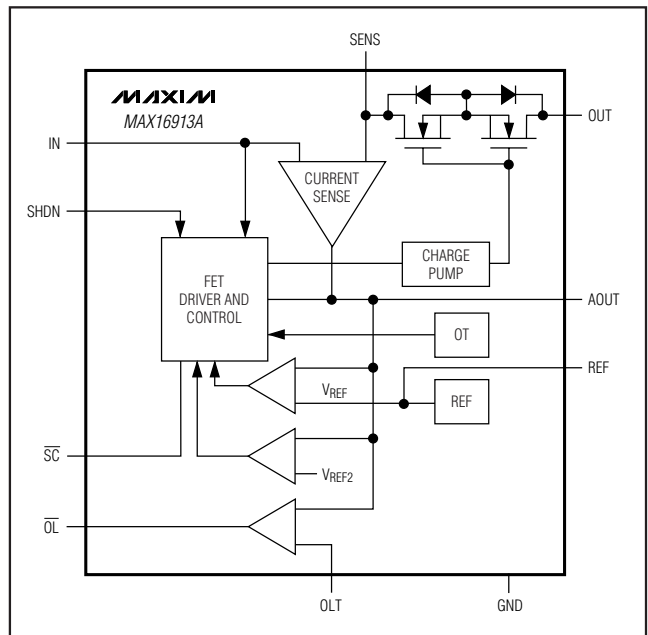 SENS
MAXIM
MAX16913A
OUT
IN
CURRENT
SENSE
SHDN
CHARGE
PUMP
FET
DRIVER AND
CONTROL
AOUT
OT
REF
VREF
REF
SC
VREF2
OL
OLT
GND